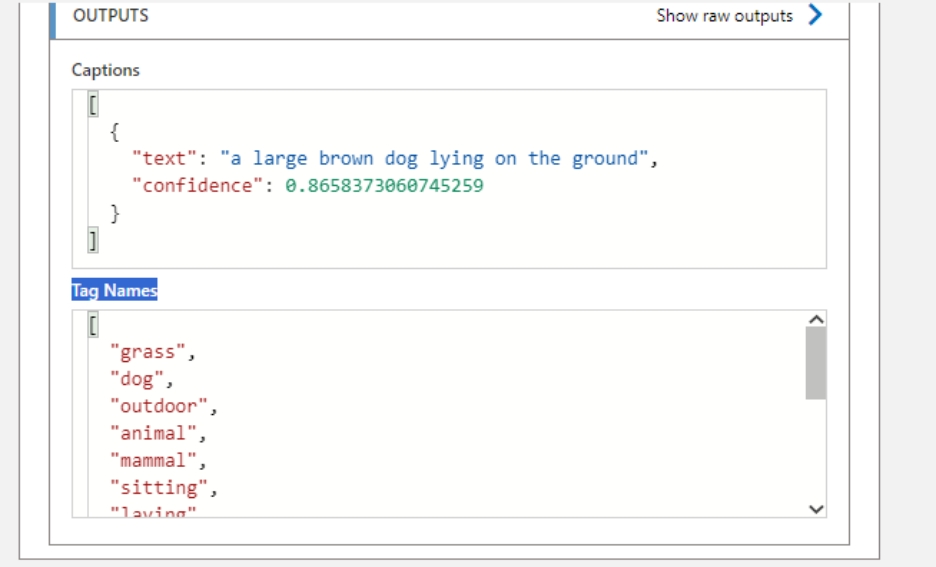 OUTPUTS Show raw outputs
Captions
[
{
"text": "a large brown dog lying on the ground",
"confidence": 0.8658373060745259
}
]
Tag Names
[
"grass",
"dog",
"outdoor",
"animal",
"mammal",
"sitting",
"laying"